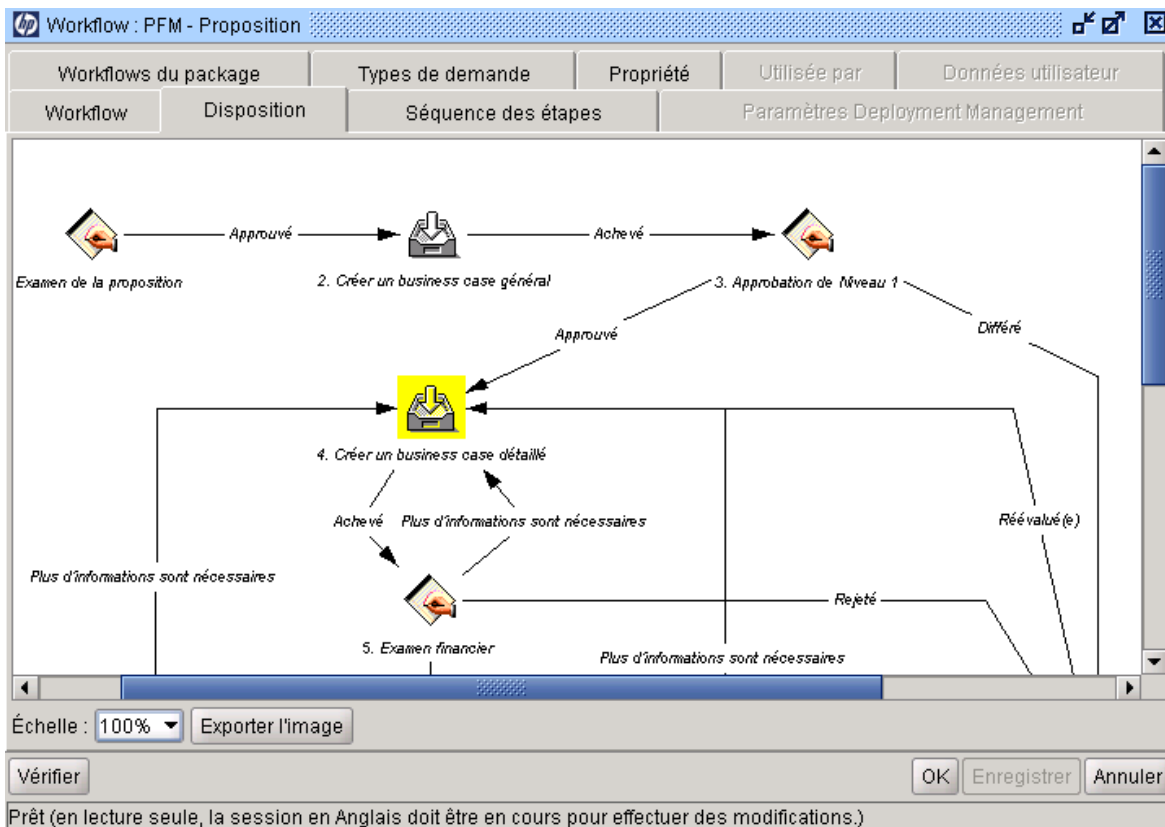 hp Workflow : PFM - Proposition
Workflows du package Types de demande Propriété Utilisée par Données utilisateur
Workflow Disposition Séquence des étapes Paramètres Deployment Management
Approuvé Achevé
Examen de la proposition 2. Créer un business case général 3. Approbation de Niveau 1
Approuvé Différé
4. Créer un business case détaillé
Achevé Plus d'informations sont nécessaires Réévalué(e)
Plus d'informations sont nécessaires
Rejeté
5. Examen financier Plus d'informations sont nécessaires
Échelle : 100% Exporter l'image
Vérifier OK Enregistrer Annuler
Prêt (en lecture seule, la session en Anglais doit être en cours pour effectuer des modifications.)